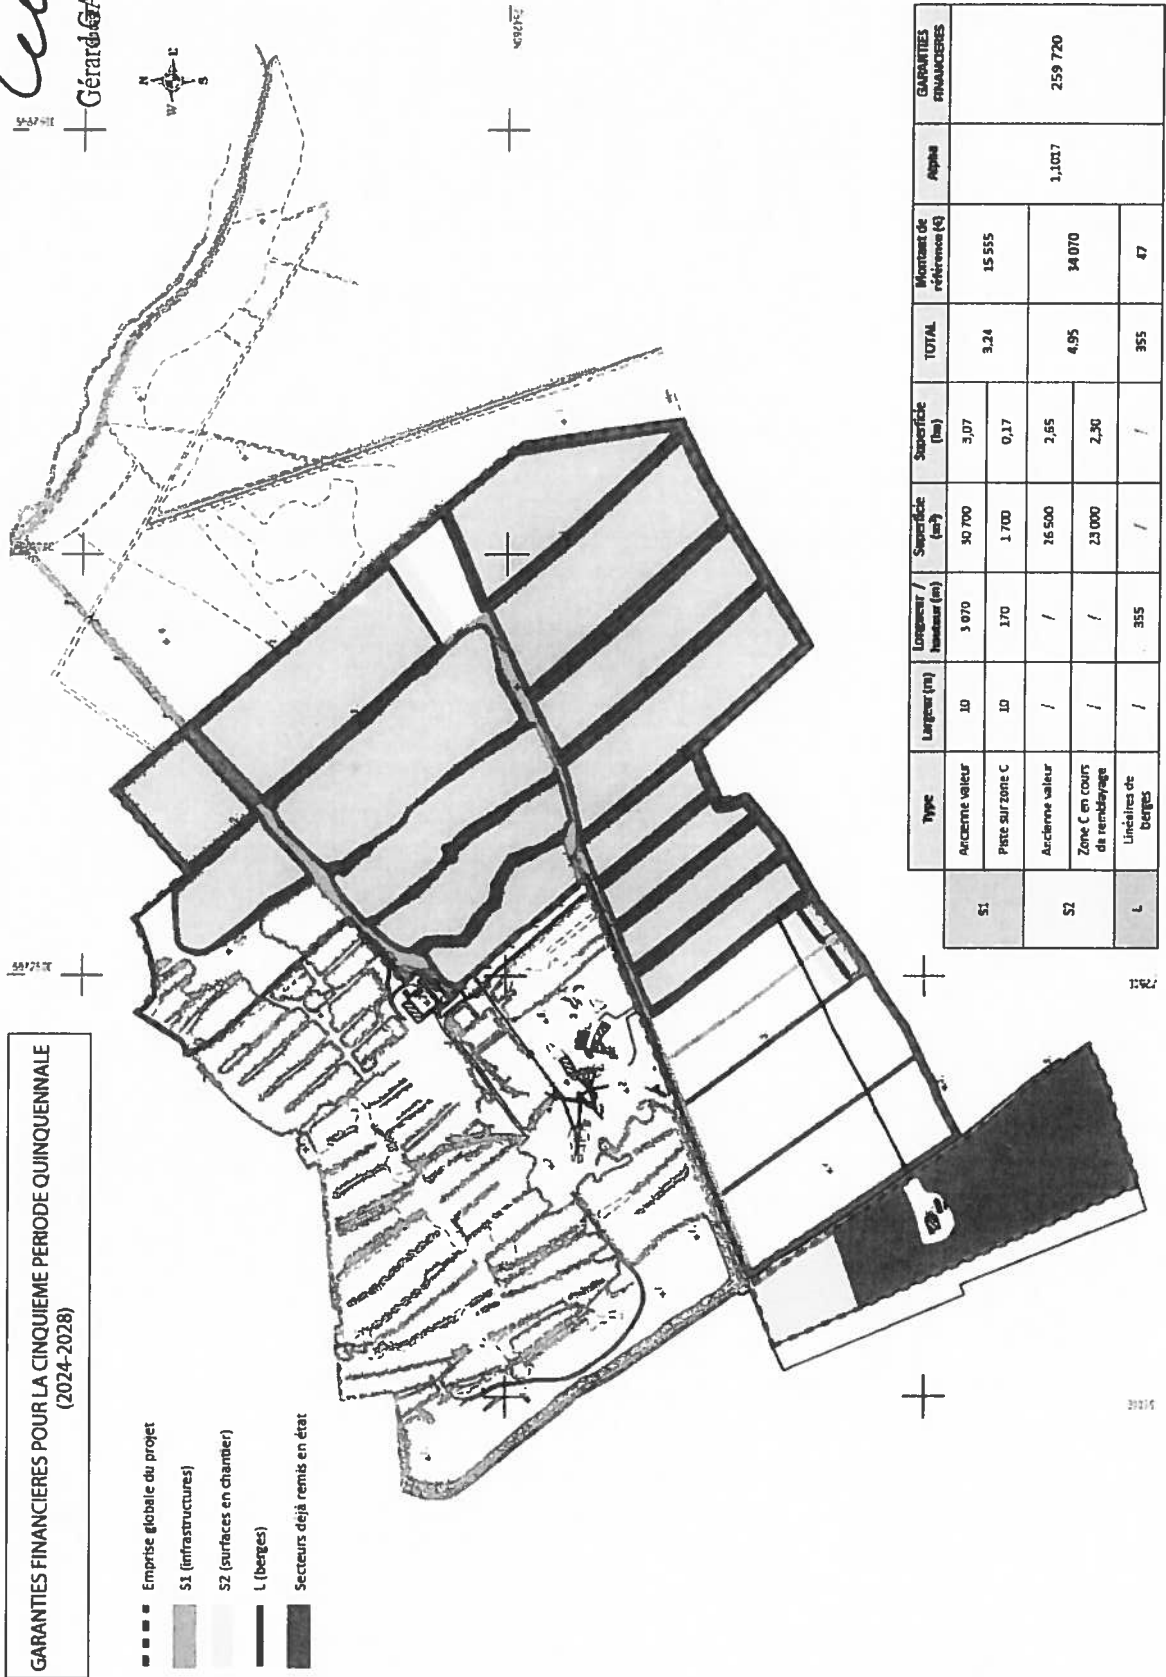 GARANTIES FINANCIERES POUR LA CINQUIEME PERIODE QUINQUENNALE
(2024-2028)
Emprise globale du projet
S1 (infrastructures)
S2 (surfaces en chantier)
L (berges)
Secteurs déjà remis en état
Gérard
N
W
E
S
Type Largeur (m) Longueur / hauteur (m) Superficie (m²) Superficie (ha) TOTAL Montant de référence (€) Alpha GARANTIES FINANCIERES
S1 Ancienne valeur 10 3 070 30 700 3,07 3,24 15 555 1,1017 259 720
Piste sur zone C 10 170 1 700 0,17
S2 Ancienne valeur / / 26 500 2,65 4,95 34 070
Zone C en cours de remblayage / / 23 000 2,30
L Linéaires de berges / 355 / / 355 47